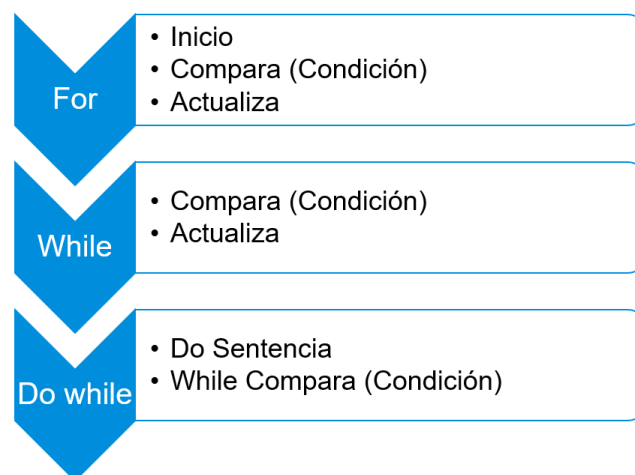 For
• Inicio
• Compara (Condición)
• Actualiza
While
• Compara (Condición)
• Actualiza
Do while
• Do Sentencia
• While Compara (Condición)